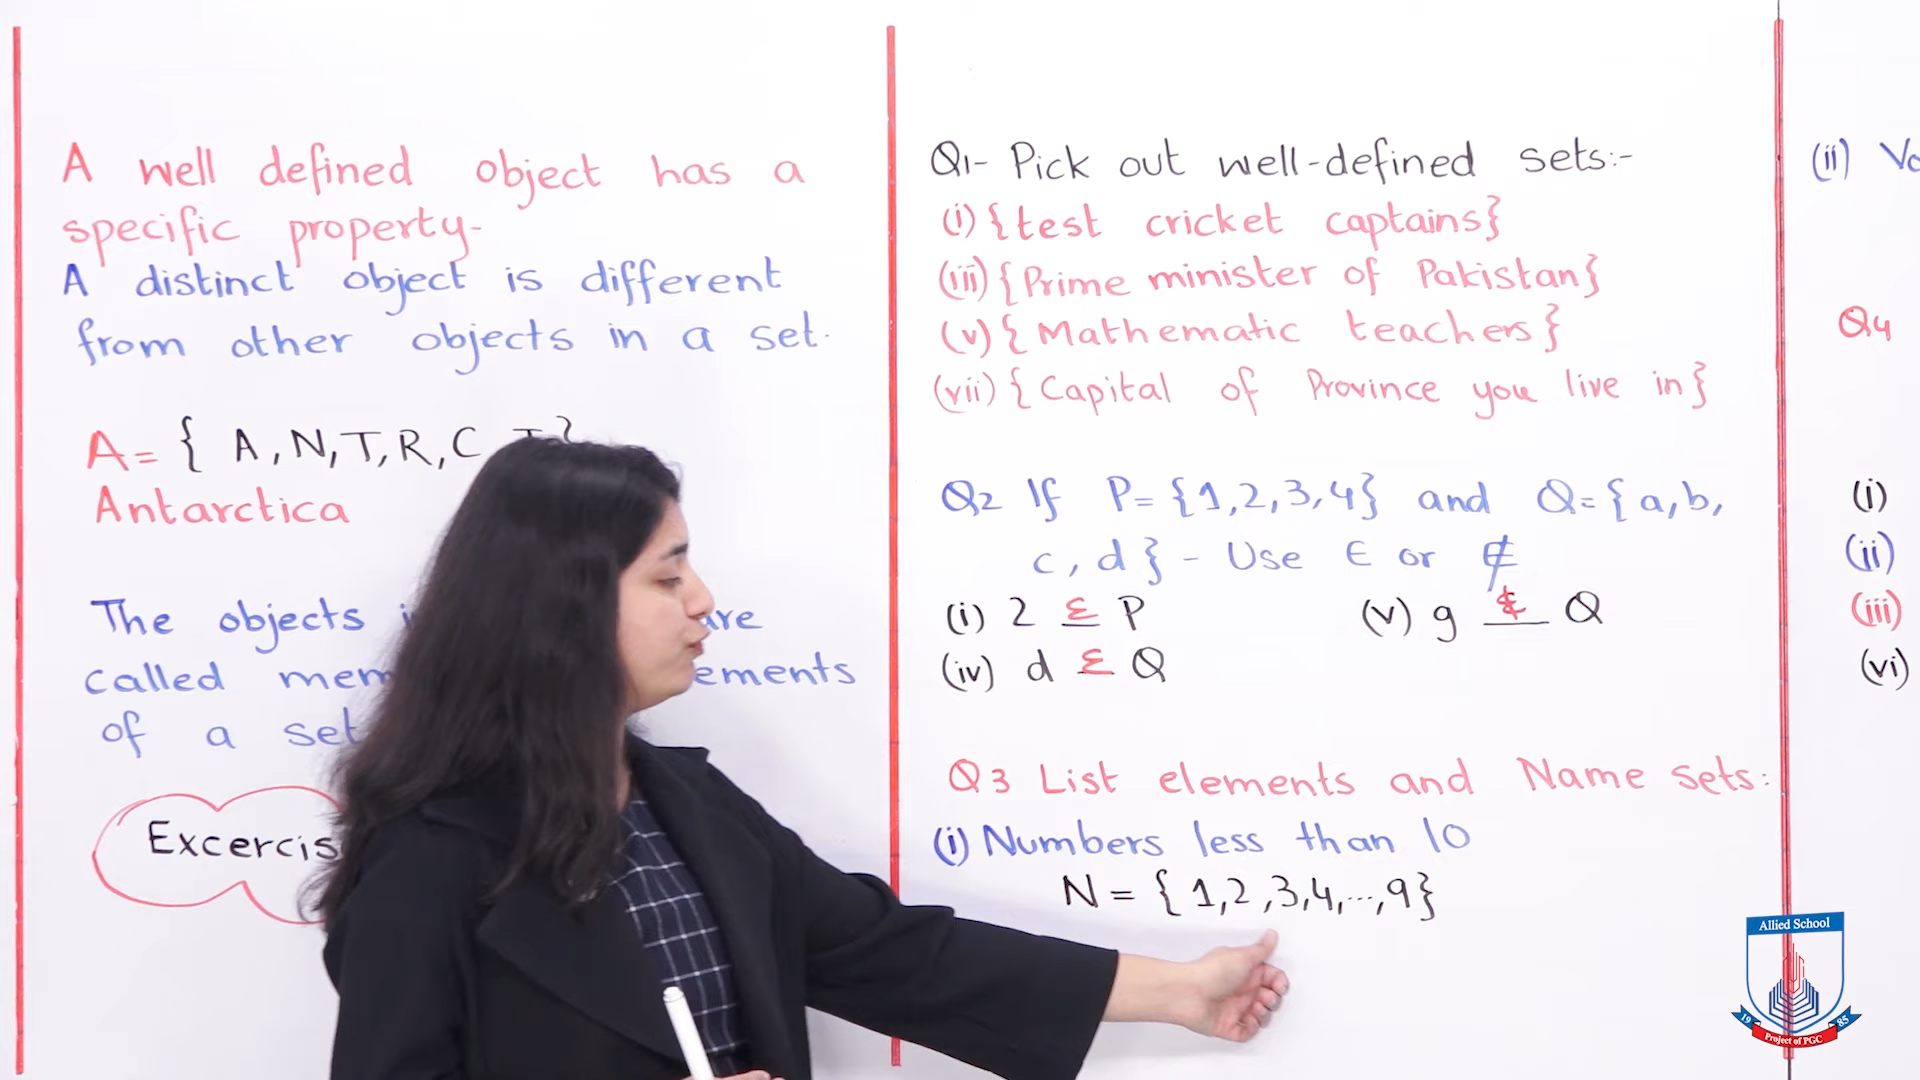 A well defined object has a
specific property-
A distinct object is different
from other objects in a set.
A= { A, N, T, R, C
Antarctica
The objects are
called
of a set
Q1- Pick out well-defined sets:-
(i) {test cricket captains}
(iii) {Prime minister of Pakistan}
(v) {Mathematic teachers}
(vii) {Capital of Province you live in}
Q2 If P= {1,2,3,4} and Q= {a, b,
c, d} - Use ∈ or ∉
(i) 2 ∈ P (v) g ∉ Q
(iv) d ∈ Q
Q3 List elements and Name sets:
(i) Numbers less than 10
N = {1,2,3,4,...,9}
(ii)
Q4
(i)
(ii)
(iii)
(vi)
Allied School
19 85
Project of PGC